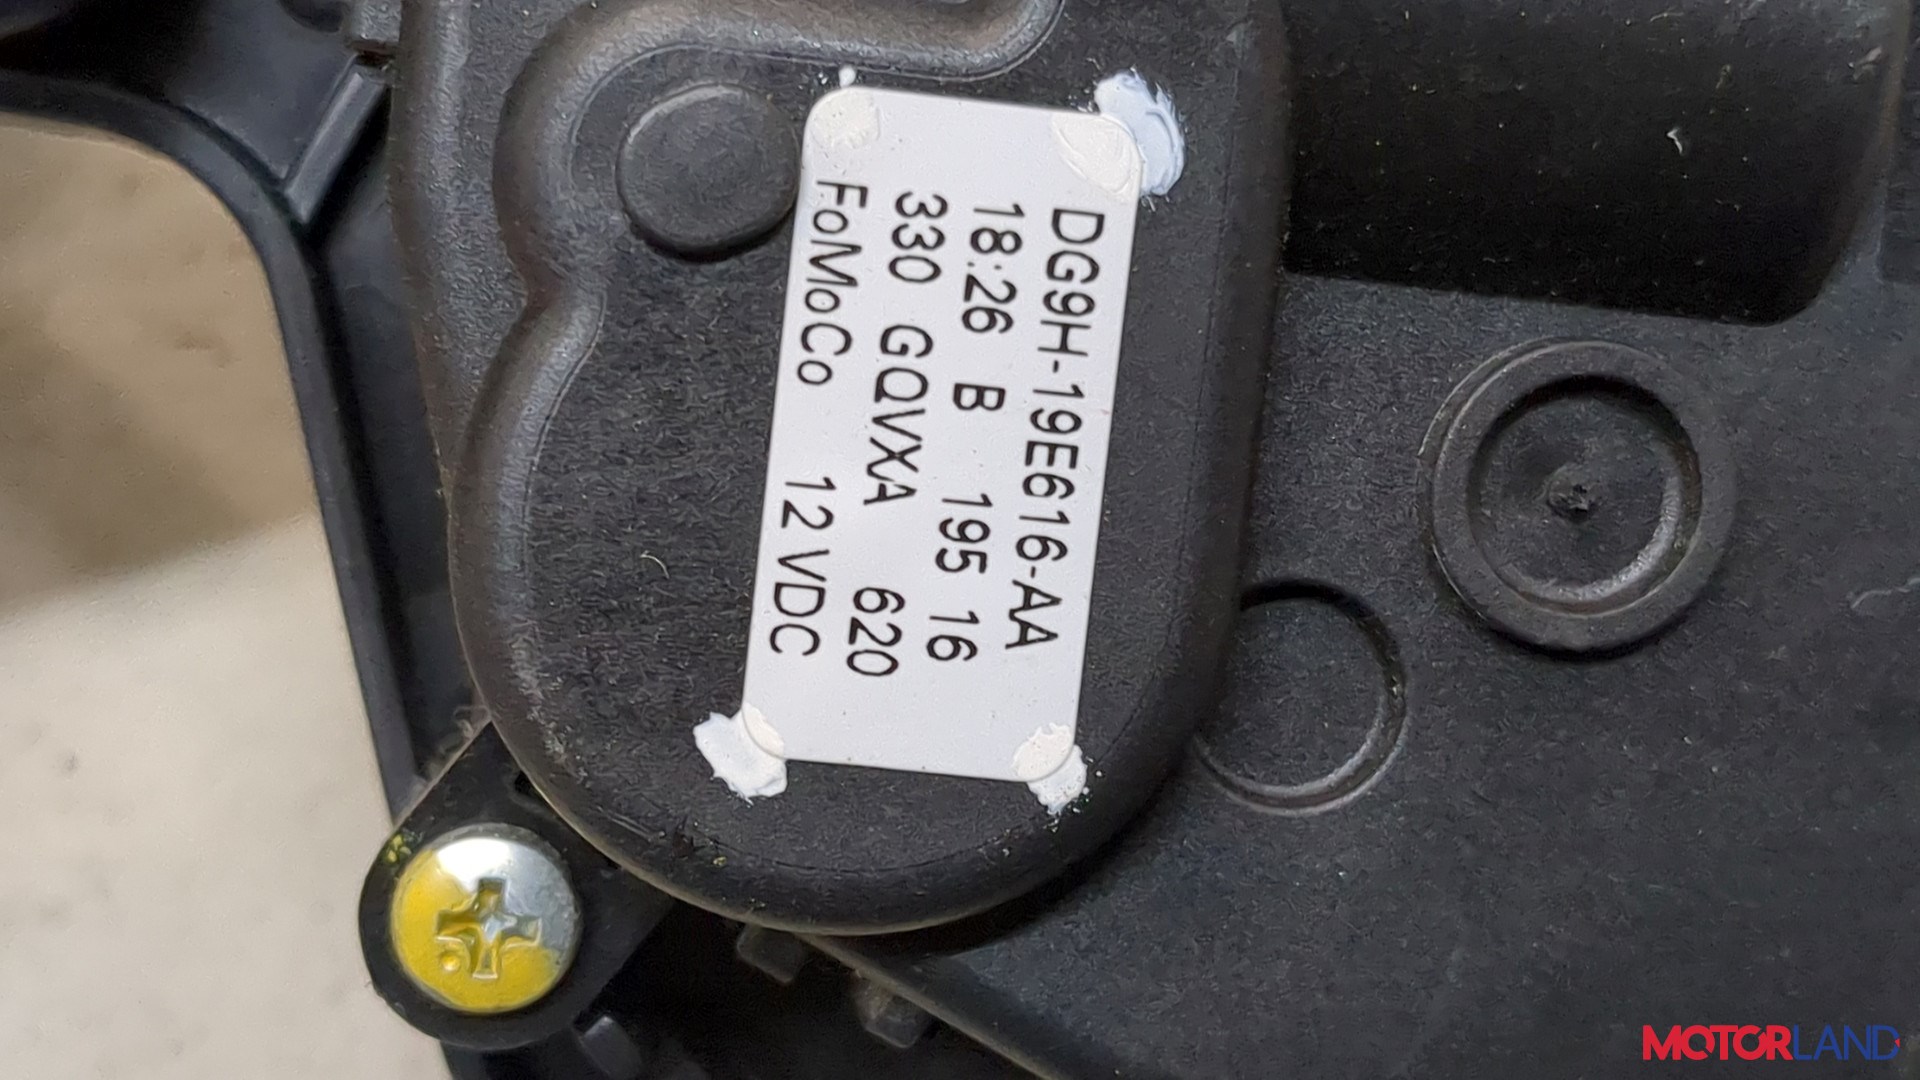 DG9H-19E616-AA
18:26 B 195 16
330 GQVXA 620
FoMoCo 12 VDC
MOTORLAND